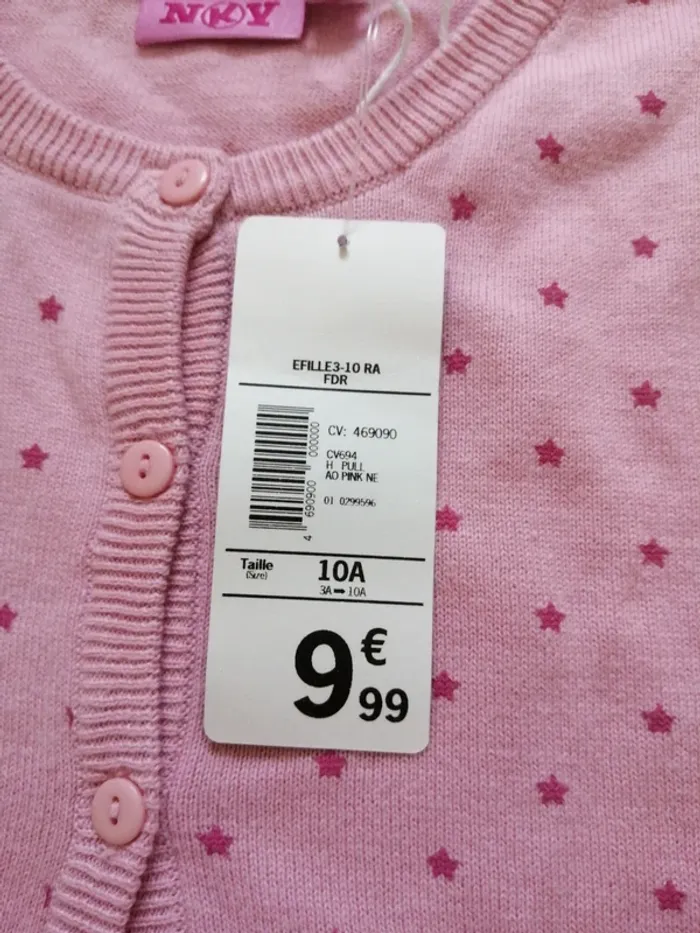 NKY
EFILLE3-10 RA
FDR
CV: 469090
CV694
H PULL
AO PINK NE
01 0299596
4 690900 000000
Taille
(Size)
10A
3A➡10A
9€99